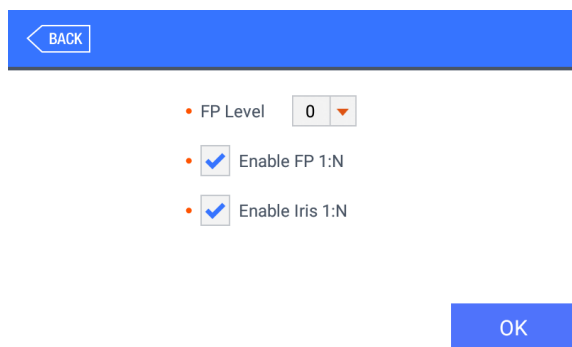 BACK
FP Level 0
Enable FP 1:N
Enable Iris 1:N
OK